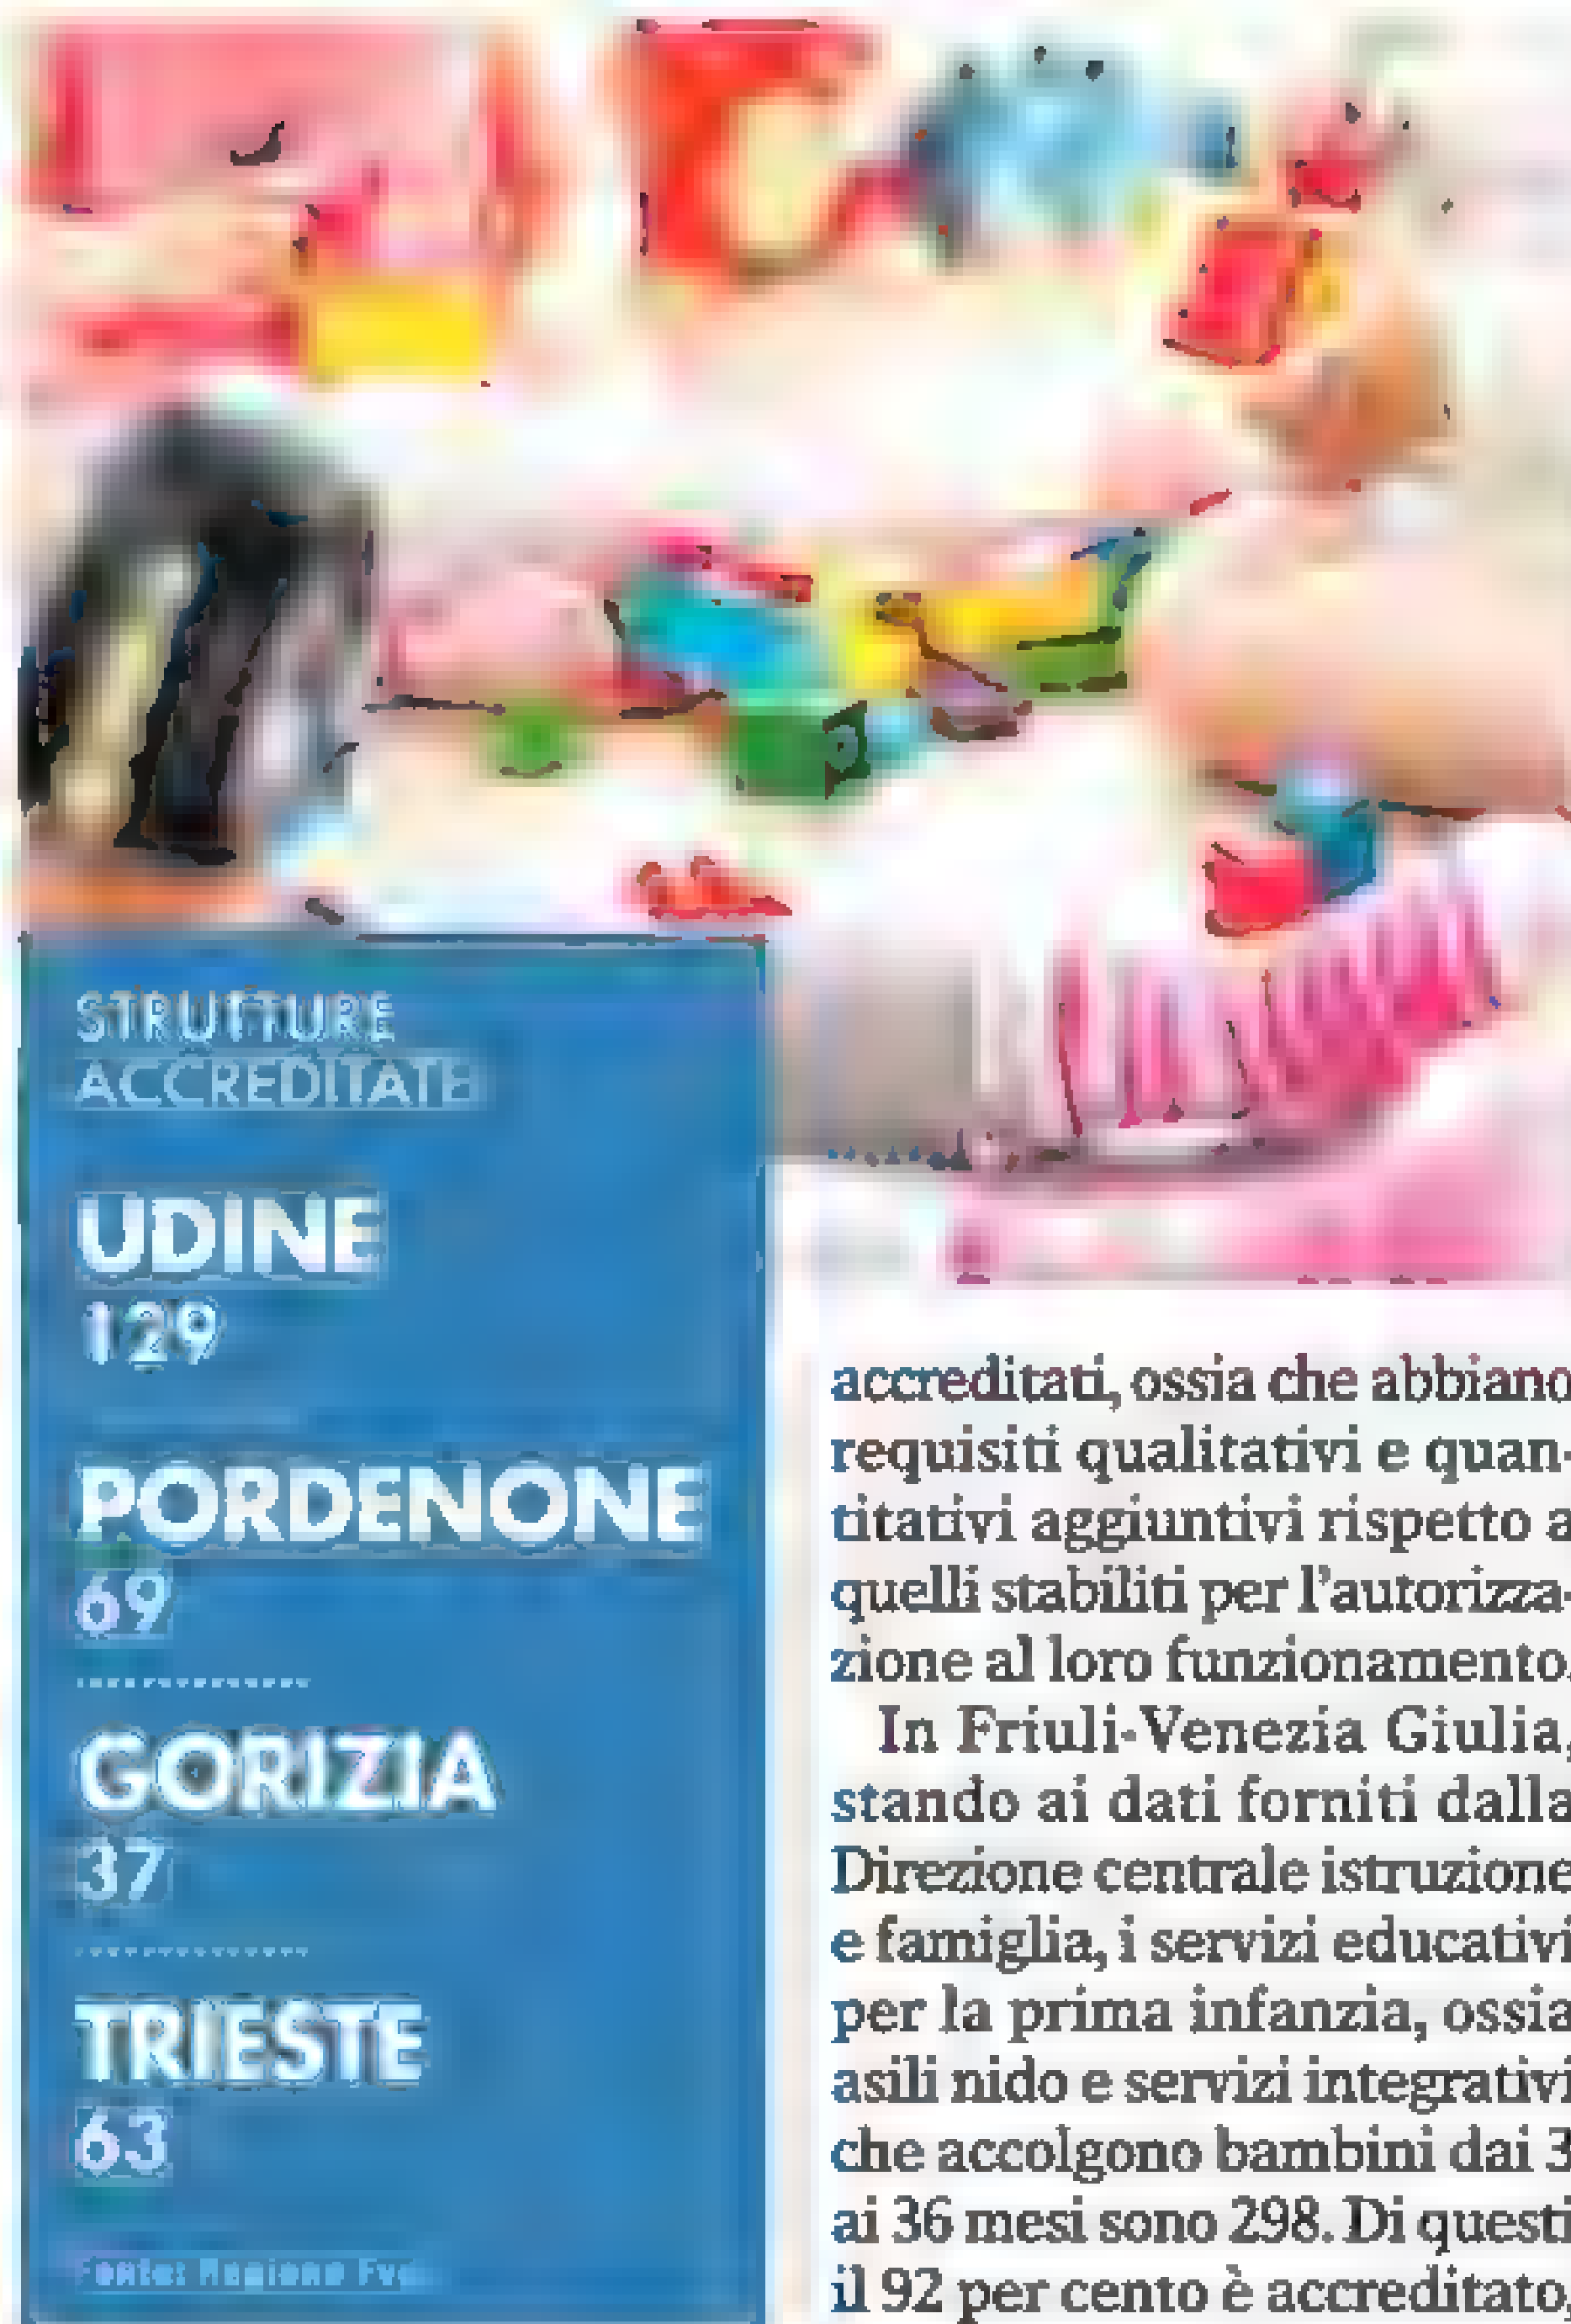 STRUTTURE
ACCREDITATE
UDINE
129
PORDENONE
69
GORIZIA
37
TRIESTE
63
Fonte: Regione Fvg
accreditati, ossia che abbiano
requisiti qualitativi e quan-
titativi aggiuntivi rispetto a
quelli stabiliti per l'autorizza-
zione al loro funzionamento.
In Friuli-Venezia Giulia,
stando ai dati forniti dalla
Direzione centrale istruzione
e famiglia, i servizi educativi
per la prima infanzia, ossia
asili nido e servizi integrativi
che accolgono bambini dai 3
ai 36 mesi sono 298. Di questi
il 92 per cento è accreditato,